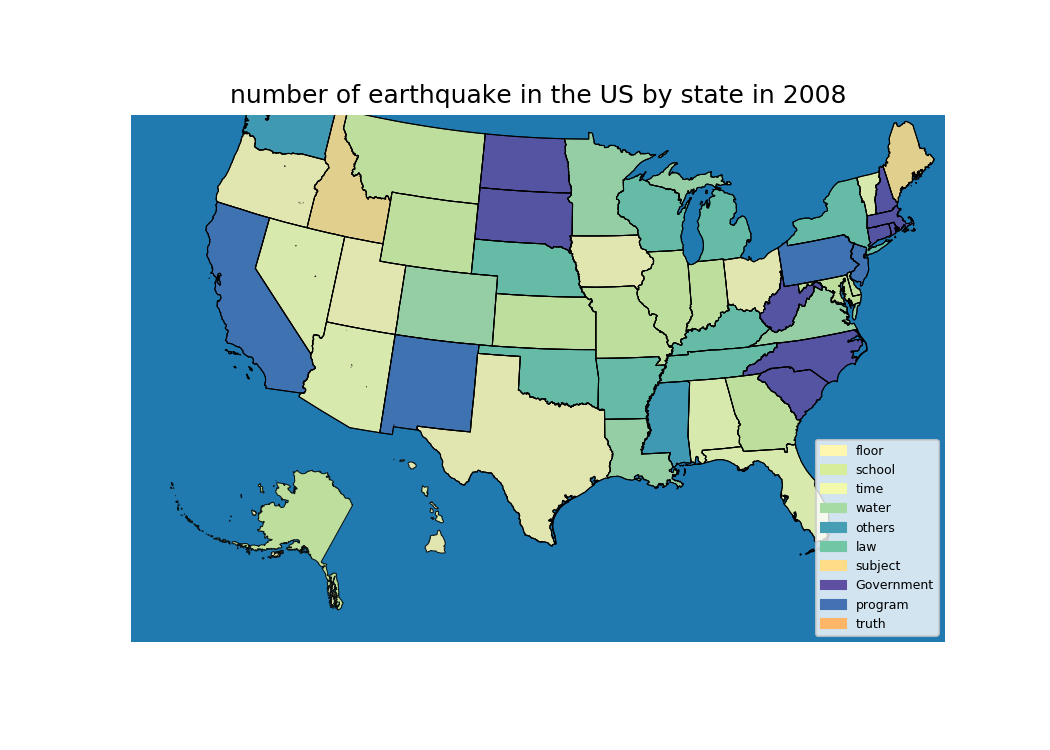 number of earthquake in the US by state in 2008
floor
school
time
water
others
law
subject
Government
program
truth